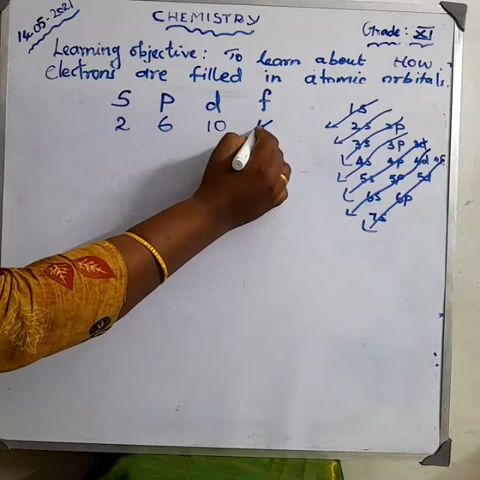 14.05.2021
CHEMISTRY
Grade: XI
Learning objective: To learn about HOW
electrons are filled in atomic orbitals.
S P d f
2 6 10
1s
2s 2p
3s 3p 3d
4s 4p 4d 4f
5s 5p 5d
6s 6p
7s